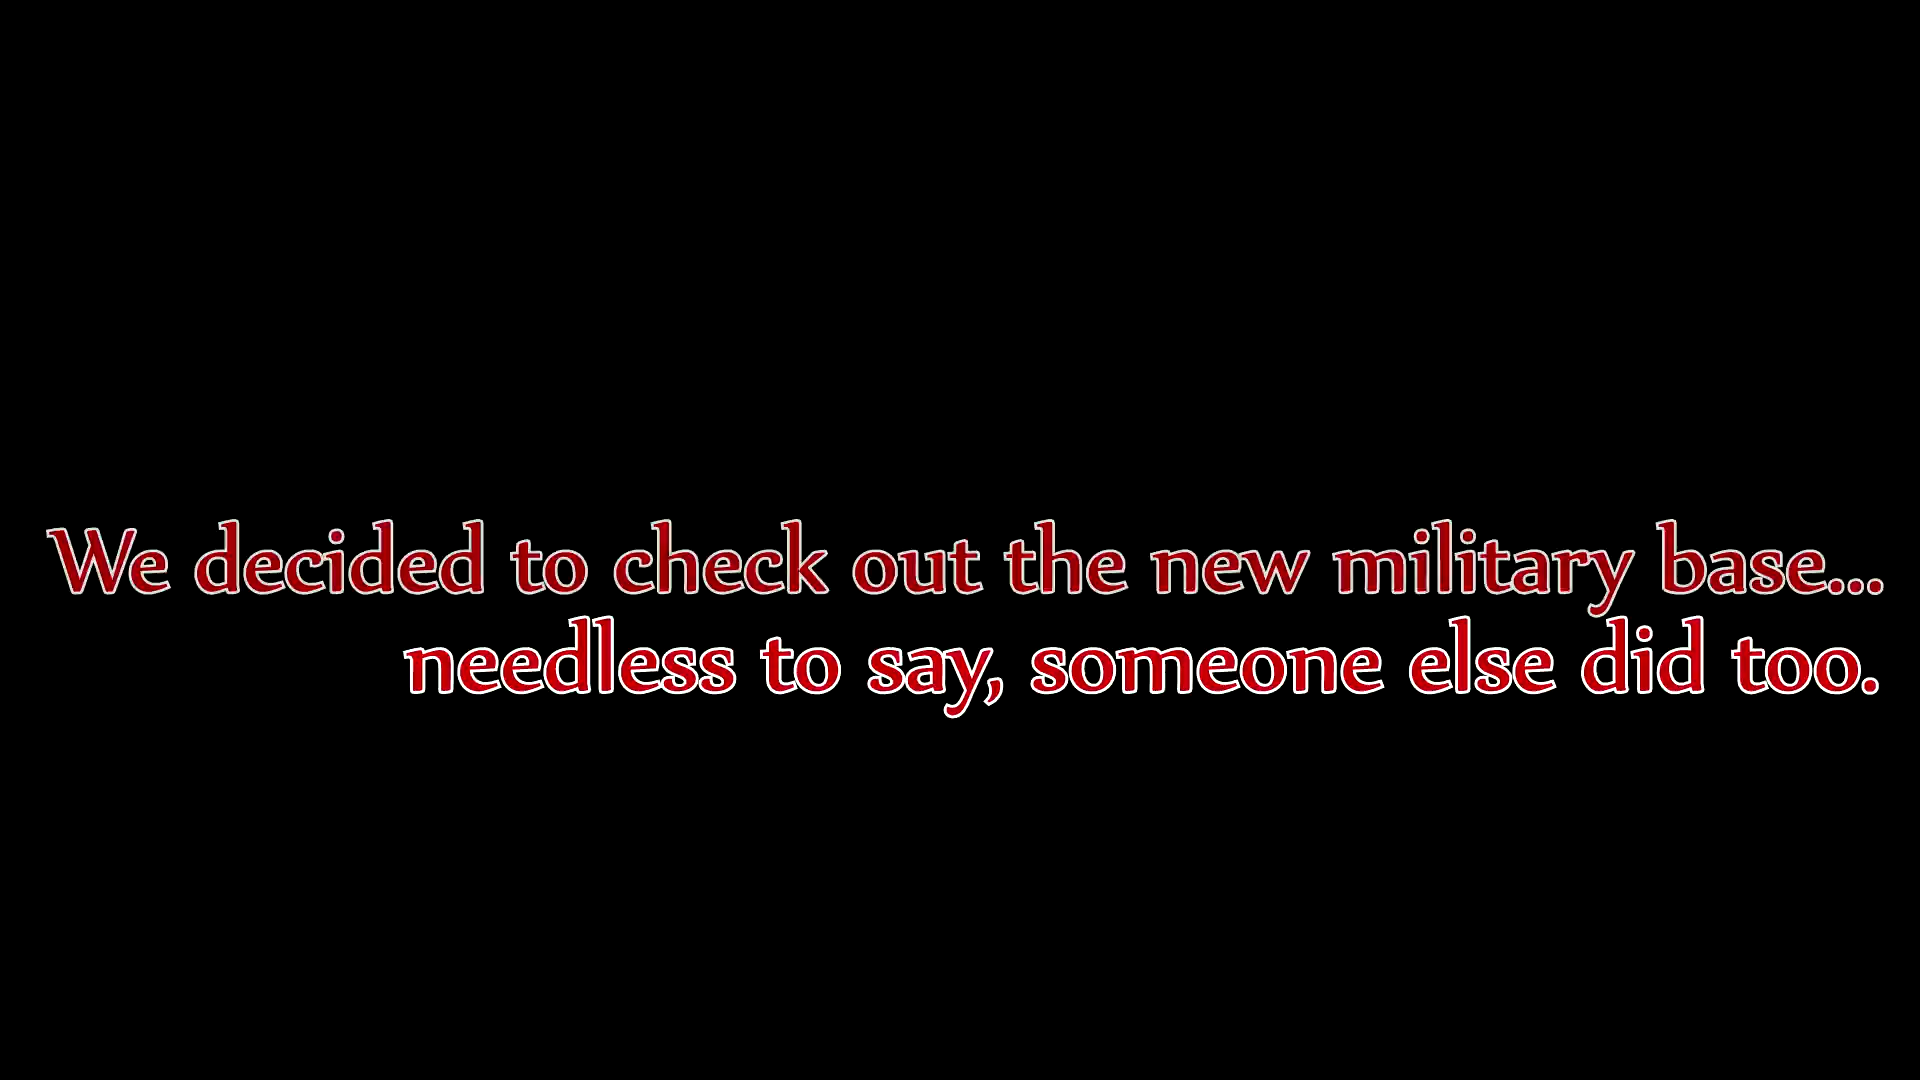 We decided to check out the new military base...
needless to say, someone else did too.